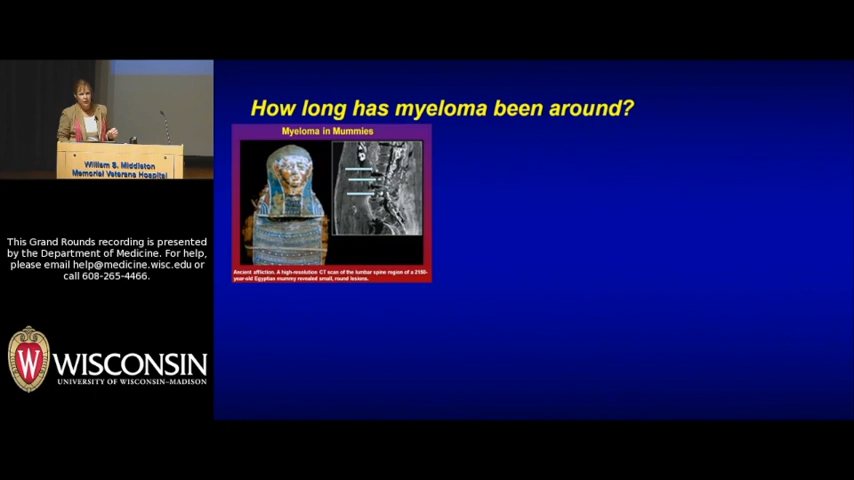 How long has myeloma been around?
Myeloma in Mummies
Ancient affliction. A high-resolution CT scan of the lumbar spine region of a 2150-
year-old Egyptian mummy revealed small, round lesions.
William S. Middleton
Memorial Veterans Hospital
This Grand Rounds recording is presented
by the Department of Medicine. For help,
please email help@medicine.wisc.edu or
call 608-265-4466.
W
WISCONSIN
UNIVERSITY OF WISCONSIN–MADISON